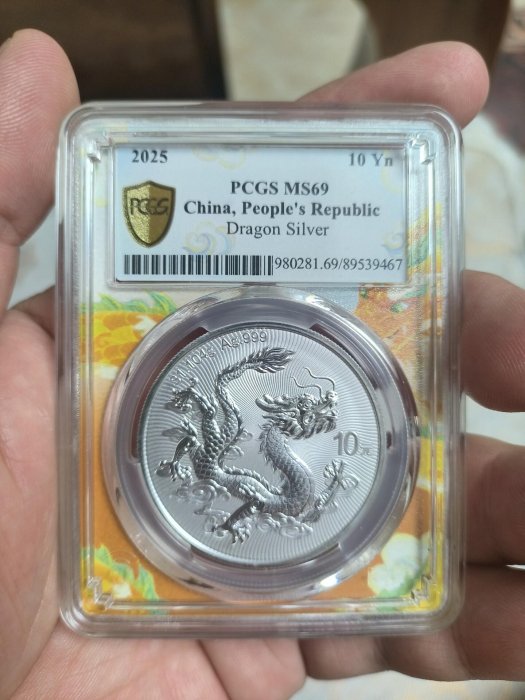 2025 10 Yn
PCGS
PCGS MS69
China, People's Republic
Dragon Silver
980281.69/89539467
Ag.999
10元